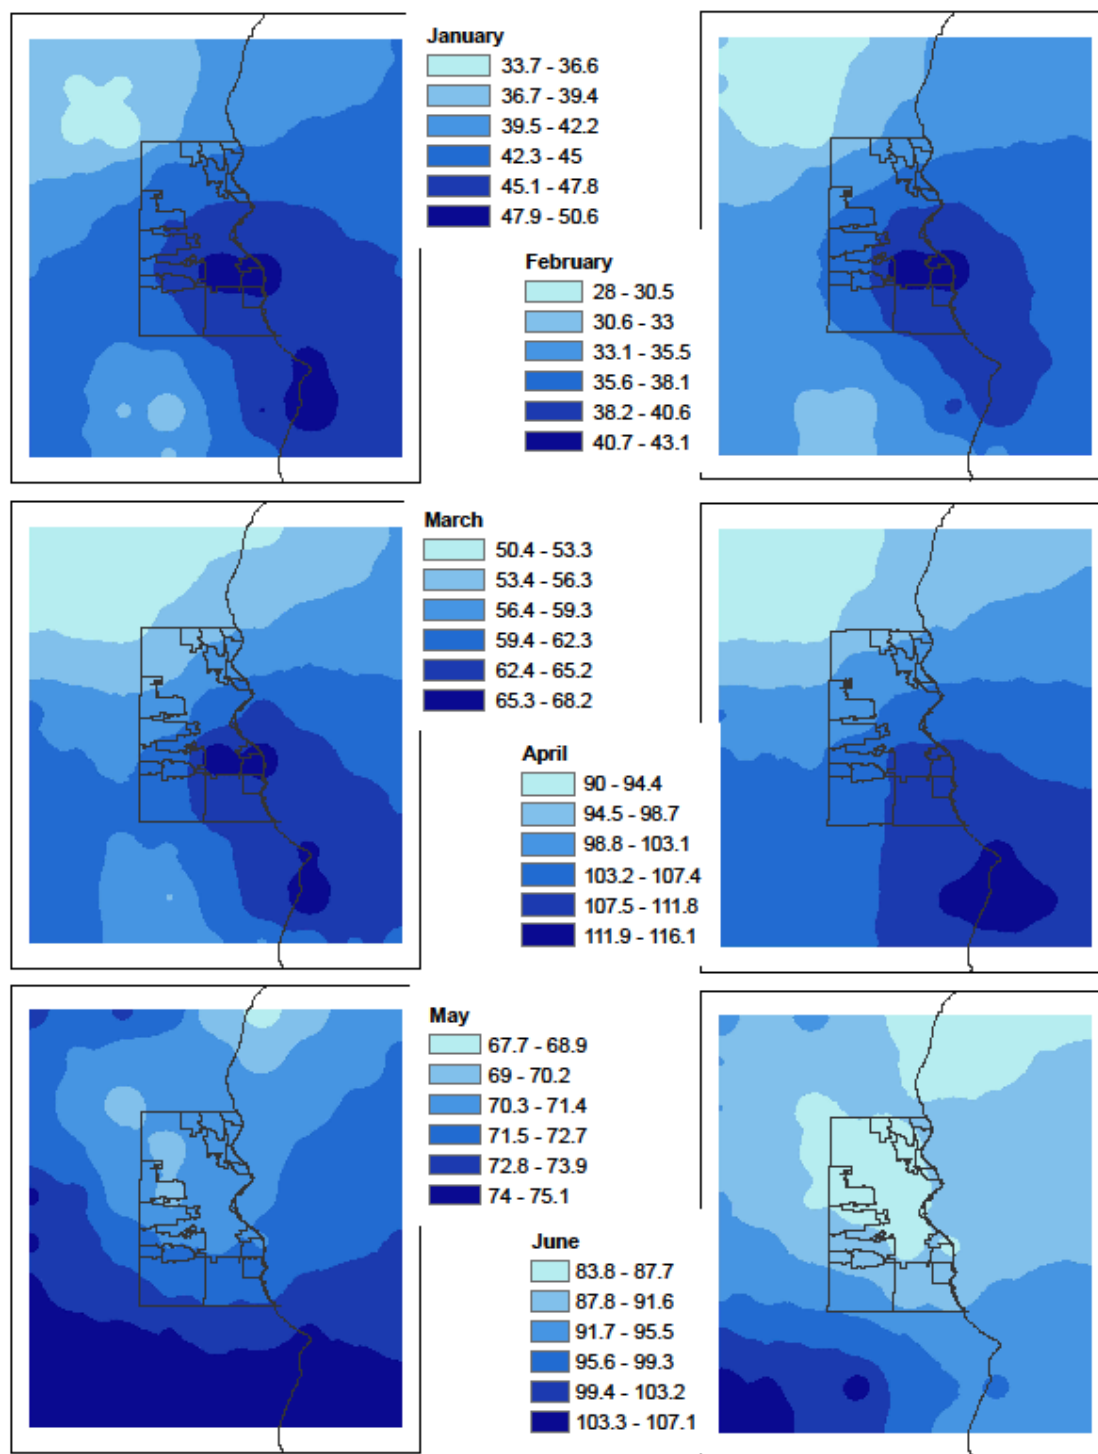 January
33.7 - 36.6
36.7 - 39.4
39.5 - 42.2
42.3 - 45
45.1 - 47.8
47.9 - 50.6
February
28 - 30.5
30.6 - 33
33.1 - 35.5
35.6 - 38.1
38.2 - 40.6
40.7 - 43.1
March
50.4 - 53.3
53.4 - 56.3
56.4 - 59.3
59.4 - 62.3
62.4 - 65.2
65.3 - 68.2
April
90 - 94.4
94.5 - 98.7
98.8 - 103.1
103.2 - 107.4
107.5 - 111.8
111.9 - 116.1
May
67.7 - 68.9
69 - 70.2
70.3 - 71.4
71.5 - 72.7
72.8 - 73.9
74 - 75.1
June
83.8 - 87.7
87.8 - 91.6
91.7 - 95.5
95.6 - 99.3
99.4 - 103.2
103.3 - 107.1